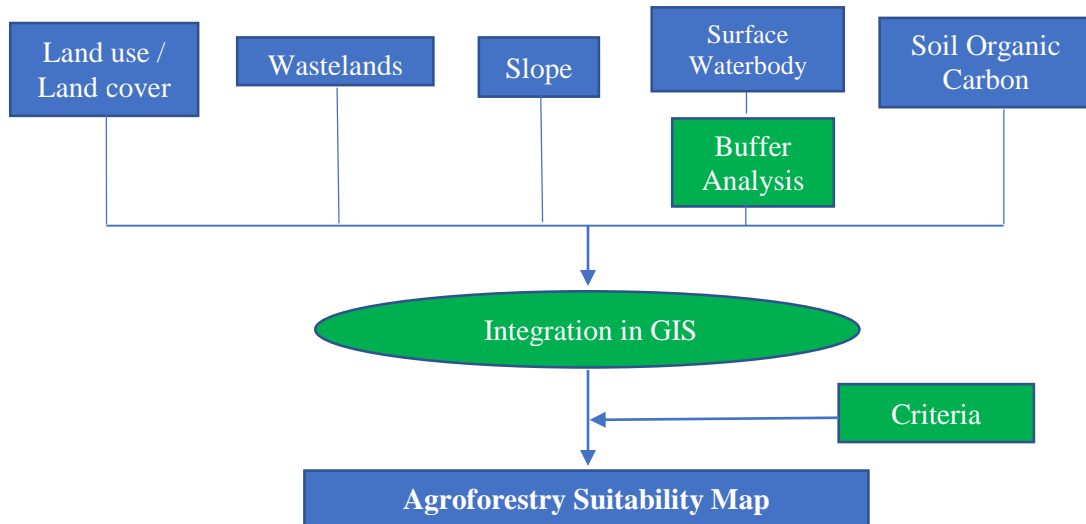 Land use /
Land cover
Wastelands
Slope
Surface
Waterbody
Soil Organic
Carbon
Buffer
Analysis
Integration in GIS
Criteria
Agroforestry Suitability Map